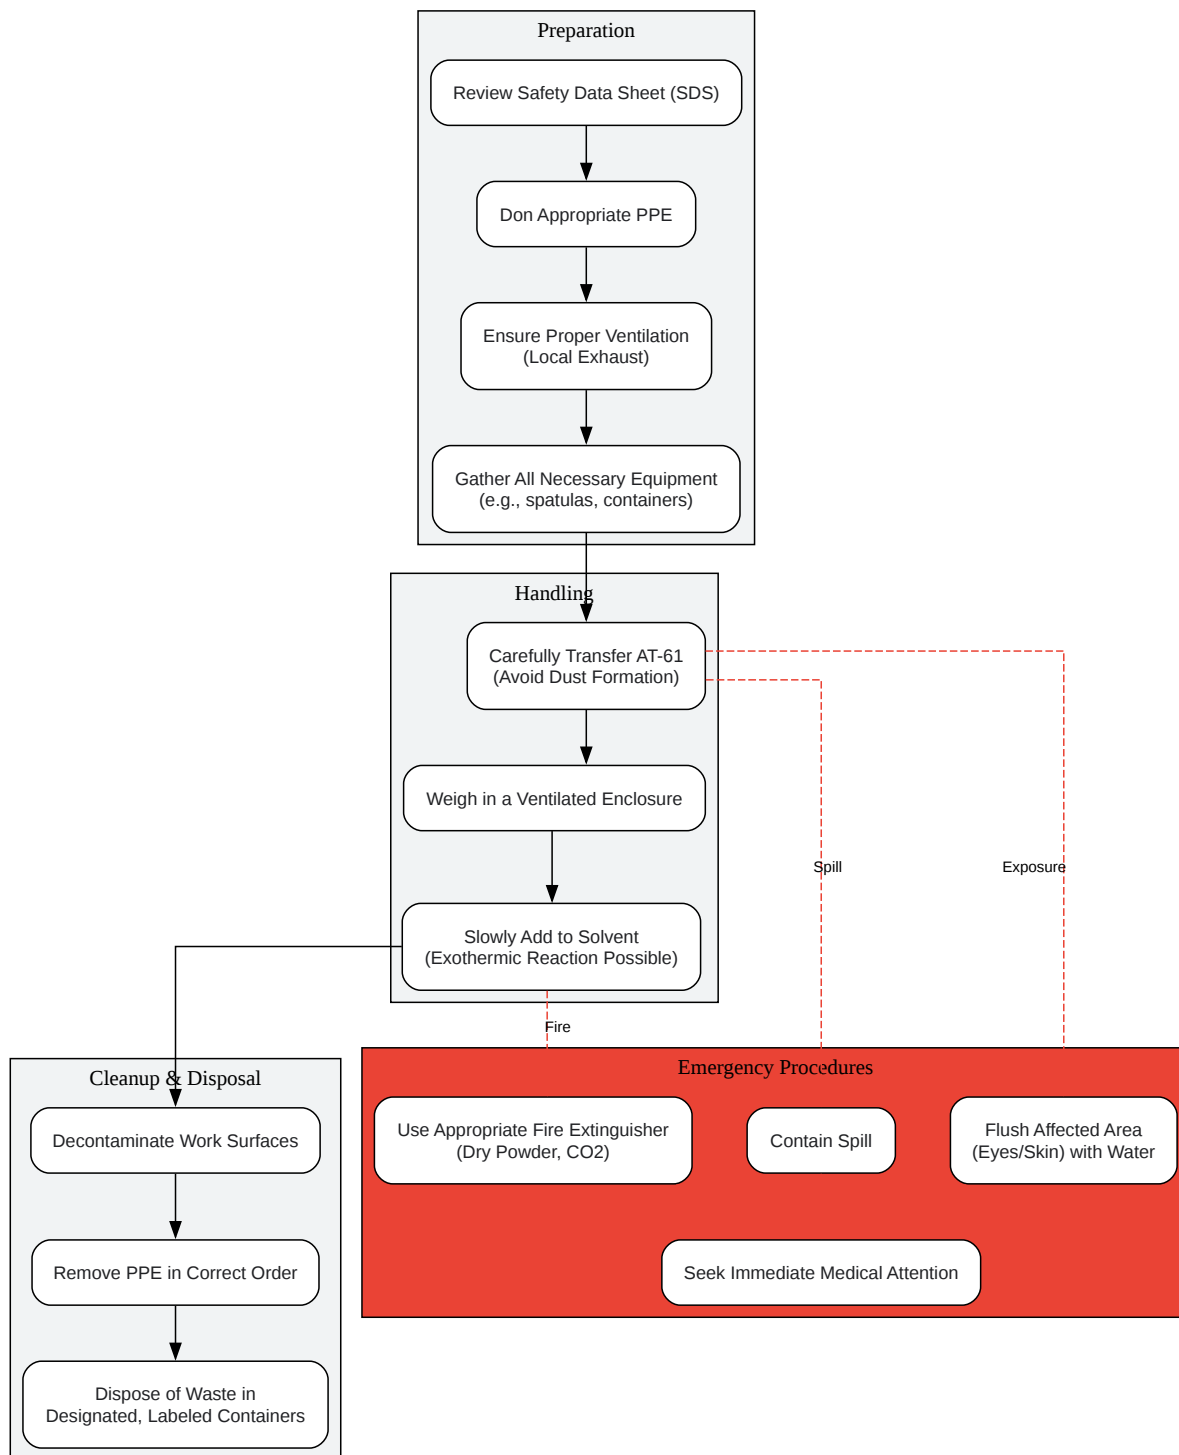 Preparation
Review Safety Data Sheet (SDS)
Don Appropriate PPE
Ensure Proper Ventilation
(Local Exhaust)
Gather All Necessary Equipment
(e.g., spatulas, containers)
Handling
Carefully Transfer AT-61
(Avoid Dust Formation)
Weigh in a Ventilated Enclosure
Spill
Exposure
Slowly Add to Solvent
(Exothermic Reaction Possible)
Fire
Cleanup & Disposal
Decontaminate Work Surfaces
Remove PPE in Correct Order
Dispose of Waste in
Designated, Labeled Containers
Emergency Procedures
Use Appropriate Fire Extinguisher
(Dry Powder, CO2)
Contain Spill
Flush Affected Area
(Eyes/Skin) with Water
Seek Immediate Medical Attention